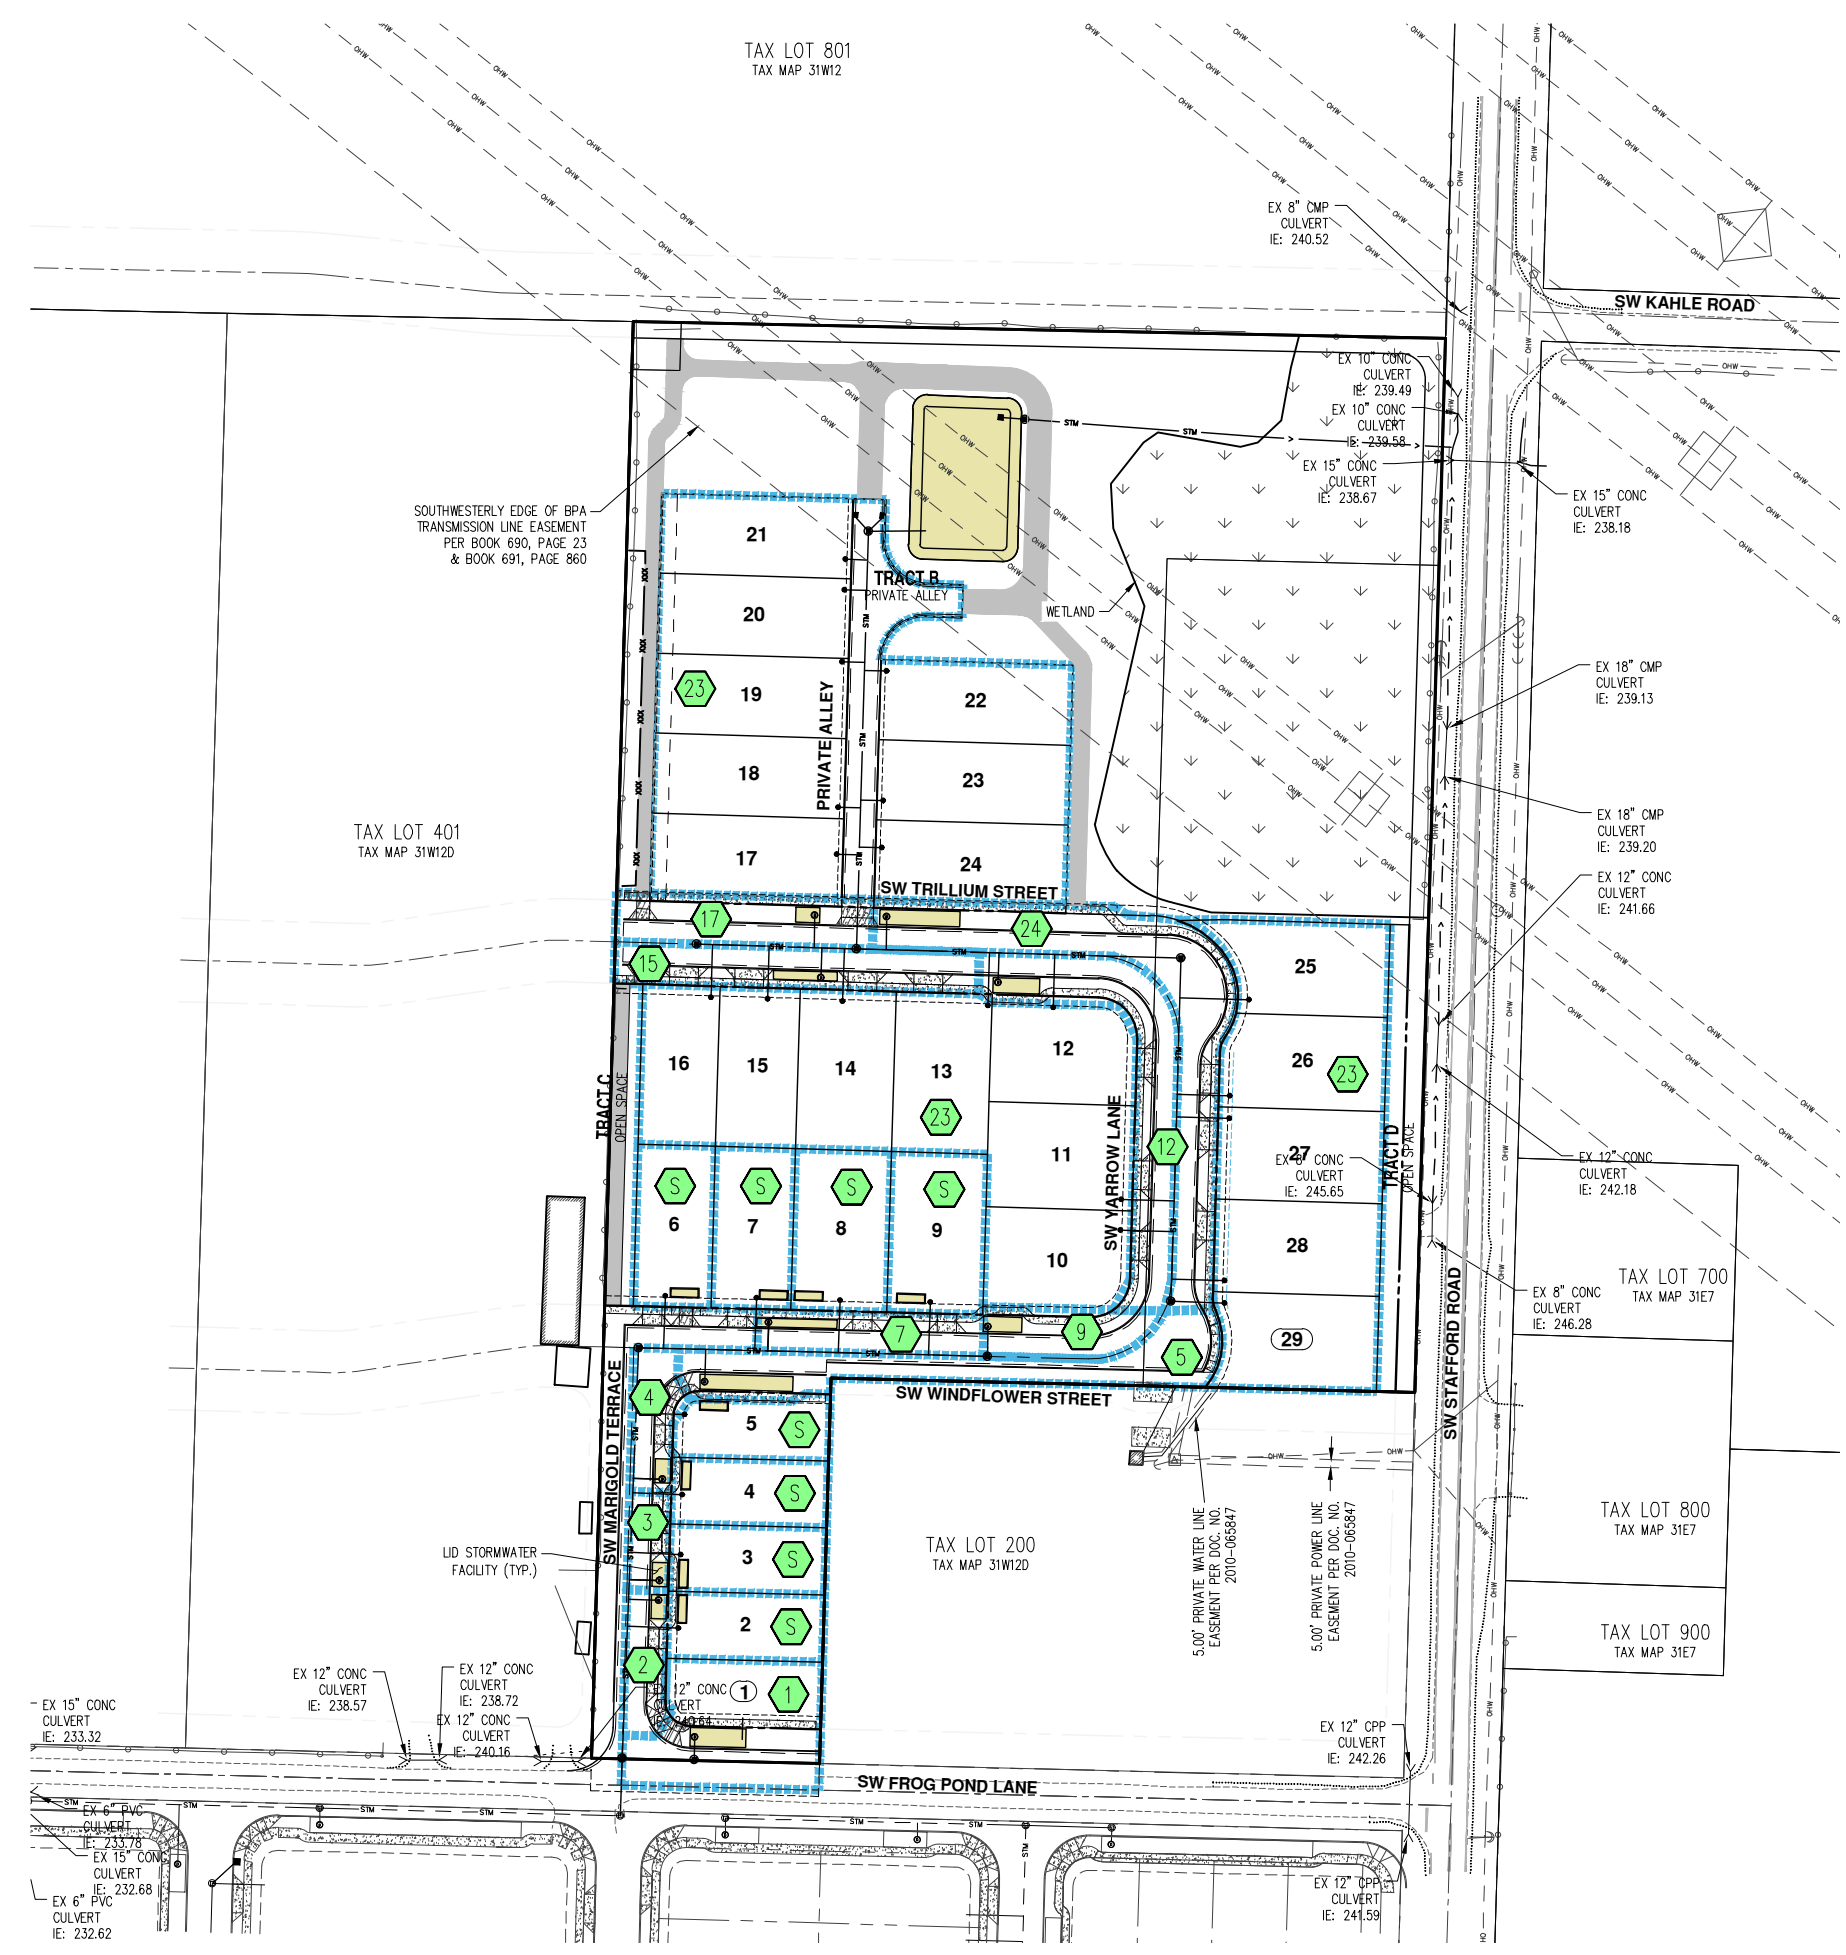 TAX LOT 801
TAX MAP 31W12
EX 8" CMP
CULVERT
IE: 240.52
SW KAHLE ROAD
EX 10" CONC
CULVERT
IE: 239.49
EX 10" CONC
CULVERT
IE: 239.58
EX 15" CONC
CULVERT
IE: 238.67
EX 15" CONC
CULVERT
IE: 238.18
SOUTHWESTERLY EDGE OF BPA
TRANSMISSION LINE EASEMENT
PER BOOK 690, PAGE 23
& BOOK 691, PAGE 860
21
TRACT B
PRIVATE ALLEY
WETLAND
20
19
23
22
PRIVATE ALLEY
18
23
17
24
EX 18" CMP
CULVERT
IE: 239.13
EX 18" CMP
CULVERT
IE: 239.20
TAX LOT 401
TAX MAP 31W12D
EX 12" CONC
CULVERT
IE: 241.66
SW TRILLIUM STREET
17
24
15
25
16
15
14
13
12
26
23
23
TRACT C
OPEN SPACE
SW YARROW LANE
11
12
27
EX 8" CONC
CULVERT
IE: 245.65
TRACT D
OPEN SPACE
EX 12" CONC
CULVERT
IE: 242.18
S
S
S
S
6
7
8
9
10
28
TAX LOT 700
TAX MAP 31E7
EX 8" CONC
CULVERT
IE: 246.28
7
9
5
29
SW STAFFORD ROAD
SW WINDFLOWER STREET
SW MARIGOLD TERRACE
4
5
S
4
S
3
3
S
2
S
2
1
1
TAX LOT 200
TAX MAP 31W12D
5.00' PRIVATE WATER LINE
EASEMENT PER DOC. NO.
2010-065847
5.00' PRIVATE POWER LINE
EASEMENT PER DOC. NO.
2010-065847
TAX LOT 800
TAX MAP 31E7
TAX LOT 900
TAX MAP 31E7
LID STORMWATER
FACILITY (TYP.)
EX 12" CONC
CULVERT
IE: 238.57
EX 12" CONC
CULVERT
IE: 238.72
EX 12" CONC
CULVERT
IE: 240.16
EX 12" CONC
CULVERT
IE: 240.64
EX 15" CONC
CULVERT
IE: 233.32
EX 12" CPP
CULVERT
IE: 242.26
SW FROG POND LANE
EX 6" PVC
CULVERT
IE: 233.78
EX 15" CONC
CULVERT
IE: 232.68
EX 6" PVC
CULVERT
IE: 232.62
EX 12" CPP
CULVERT
IE: 241.59
OHW
STM
XXX